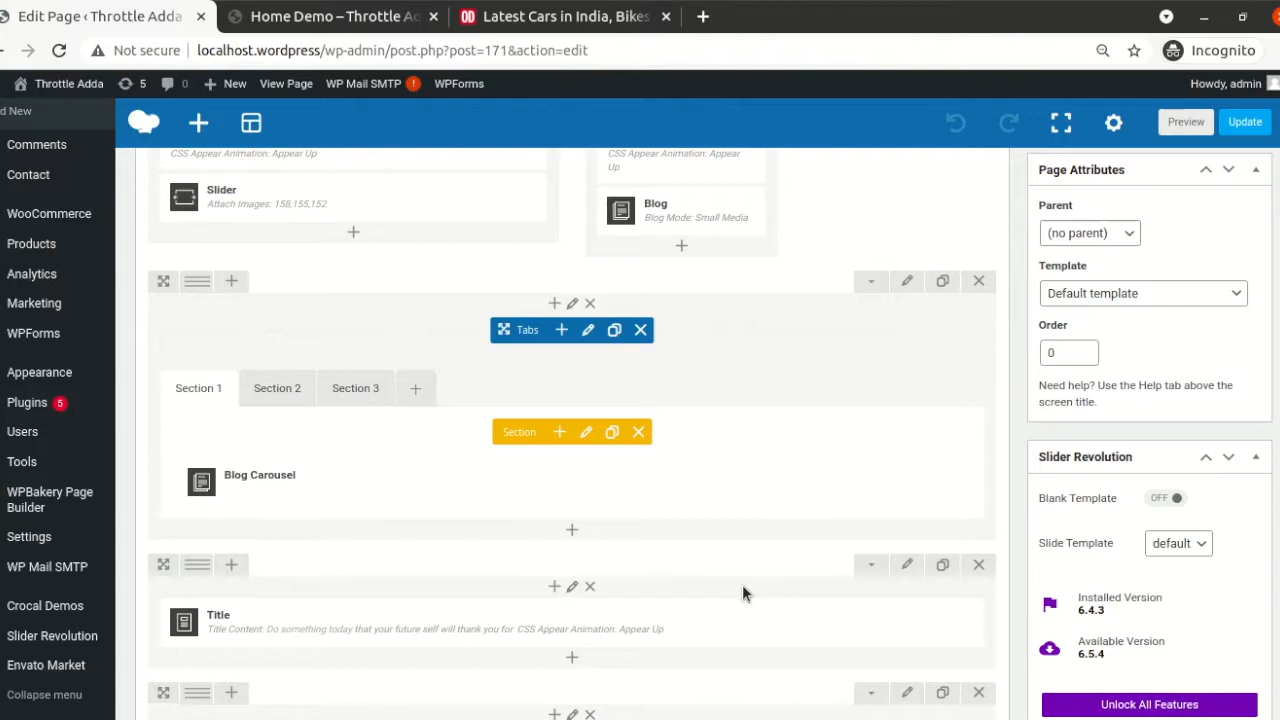 Edit Page ‹ Throttle Adda
Home Demo – Throttle Ad
Latest Cars in India, Bikes
Not secure
localhost.wordpress/wp-admin/post.php?post=171&action=edit
Incognito
Throttle Adda
5
0
New
View Page
WP Mail SMTP
!
WPForms
Howdy, admin
d New
Comments
Contact
WooCommerce
Products
Analytics
Marketing
WPForms
Appearance
Plugins 5
Users
Tools
WPBakery Page
Builder
Settings
WP Mail SMTP
Crocal Demos
Slider Revolution
Envato Market
Collapse menu
Preview
Update
CSS Appear Animation: Appear Up
Slider
Attach Images: 158,155,152
CSS Appear Animation: Appear
Up
Blog
Blog Mode: Small Media
Tabs
Section 1
Section 2
Section 3
Section
Blog Carousel
Title
Title Content: Do something today that your future self will thank you for CSS Appear Animation: Appear Up
Page Attributes
Parent
(no parent)
Template
Default template
Order
0
Need help? Use the Help tab above the
screen title.
Slider Revolution
Blank Template
OFF
Slide Template
default
Installed Version
6.4.3
Available Version
6.5.4
Unlock All Features